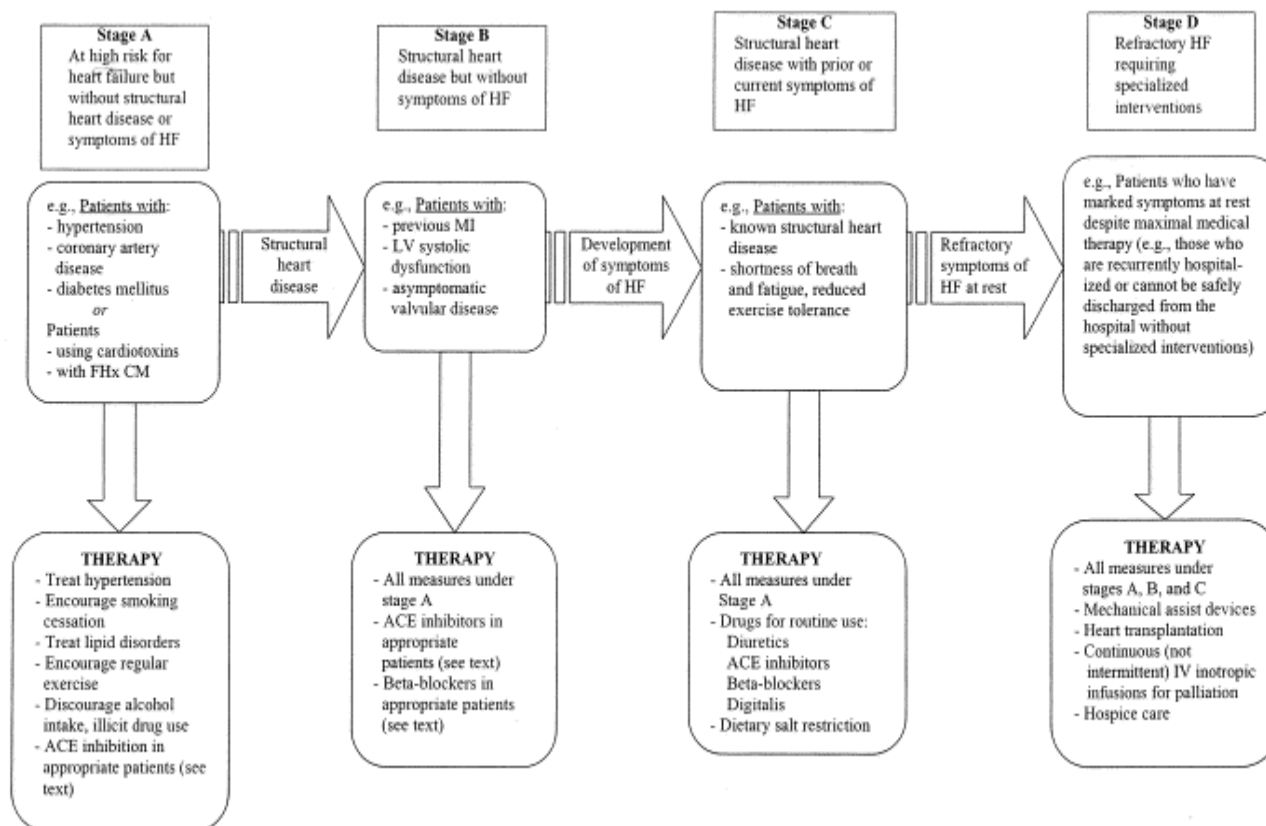 Stage A
At high risk for
heart failure but
without structural
heart disease or
symptoms of HF
Stage B
Structural heart
disease but without
symptoms of HF
Stage C
Structural heart
disease with prior or
current symptoms of
HF
Stage D
Refractory HF
requiring
specialized
interventions
e.g., Patients with:
- hypertension
- coronary artery
disease
- diabetes mellitus
or
Patients
- using cardiotoxins
- with FHx CM
Structural
heart
disease
e.g., Patients with:
- previous MI
- LV systolic
dysfunction
- asymptomatic
valvular disease
Development
of symptoms
of HF
e.g., Patients with:
- known structural heart
disease
- shortness of breath
and fatigue, reduced
exercise tolerance
Refractory
symptoms of
HF at rest
e.g., Patients who have
marked symptoms at rest
despite maximal medical
therapy (e.g., those who
are recurrently hospital-
ized or cannot be safely
discharged from the
hospital without
specialized interventions)
THERAPY
- Treat hypertension
- Encourage smoking
cessation
- Treat lipid disorders
- Encourage regular
exercise
- Discourage alcohol
intake, illicit drug use
- ACE inhibition in
appropriate patients (see
text)
THERAPY
- All measures under
stage A
- ACE inhibitors in
appropriate
patients (see text)
- Beta-blockers in
appropriate patients
(see text)
THERAPY
- All measures under
Stage A
- Drugs for routine use:
Diuretics
ACE inhibitors
Beta-blockers
Digitalis
- Dietary salt restriction
THERAPY
- All measures under
stages A, B, and C
- Mechanical assist devices
- Heart transplantation
- Continuous (not
intermittent) IV inotropic
infusions for palliation
- Hospice care